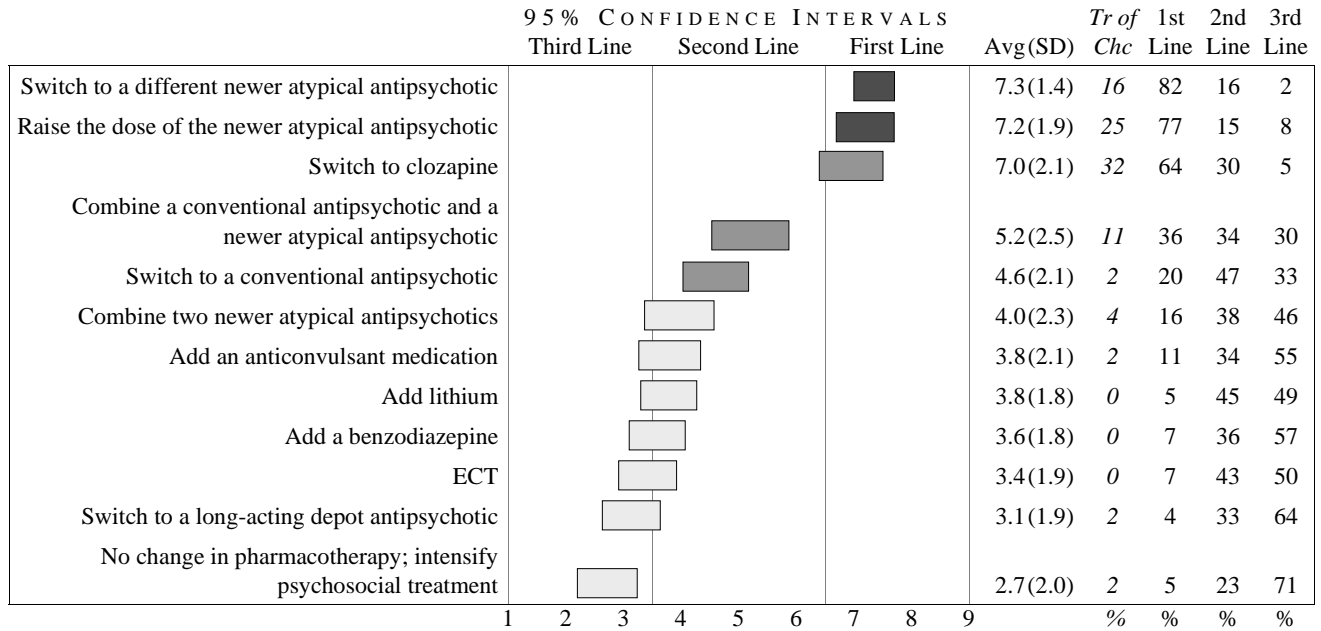 95% CONFIDENCE INTERVALS Tr of 1st 2nd 3rd
Third Line Second Line First Line Avg(SD) Chc Line Line Line
Switch to a different newer atypical antipsychotic 7.3(1.4) 16 82 16 2
Raise the dose of the newer atypical antipsychotic 7.2(1.9) 25 77 15 8
Switch to clozapine 7.0(2.1) 32 64 30 5
Combine a conventional antipsychotic and a
newer atypical antipsychotic 5.2(2.5) 11 36 34 30
Switch to a conventional antipsychotic 4.6(2.1) 2 20 47 33
Combine two newer atypical antipsychotics 4.0(2.3) 4 16 38 46
Add an anticonvulsant medication 3.8(2.1) 2 11 34 55
Add lithium 3.8(1.8) 0 5 45 49
Add a benzodiazepine 3.6(1.8) 0 7 36 57
ECT 3.4(1.9) 0 7 43 50
Switch to a long-acting depot antipsychotic 3.1(1.9) 2 4 33 64
No change in pharmacotherapy; intensify
psychosocial treatment 2.7(2.0) 2 5 23 71
1 2 3 4 5 6 7 8 9 % % % %